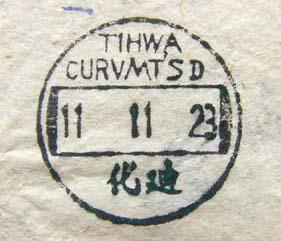 TIHWA
CURVMTSD
11 11 23
化迪